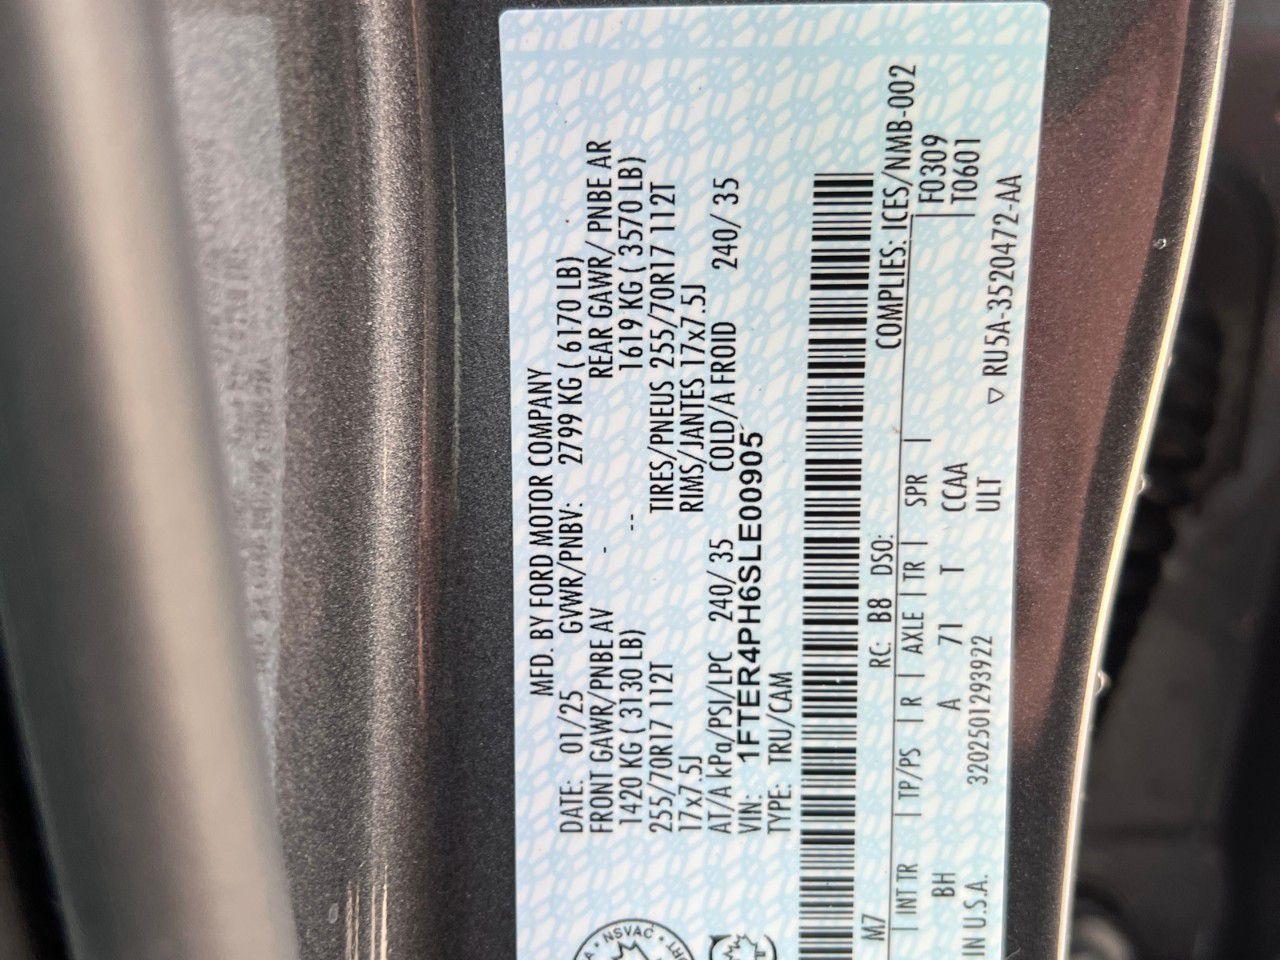 MFD. BY FORD MOTOR COMPANY
DATE: 01/25 GVWR/PNBV: 2799 KG ( 6170 LB)
FRONT GAWR/PNBE AV - REAR GAWR/ PNBE AR
1420 KG ( 3130 LB) -- 1619 KG ( 3570 LB)
255/70R17 112T TIRES/PNEUS 255/70R17 112T
17x7.5J RIMS/JANTES 17x7.5J
AT/A kPa/PSI/LPC 240/ 35 COLD/A FROID 240/ 35
VIN: 1FTER4PH6SLE00905
TYPE: TRU/CAM
M7 RC: B8 DSO: COMPLIES: ICES/NMB-002
INT TR | TP/PS | R | AXLE | TR | SPR | F0309
BH A 71 T CCAA T0601
IN U.S.A. 3202501293922 ULT
▽ RU5A-3520472-AA
NSVAC